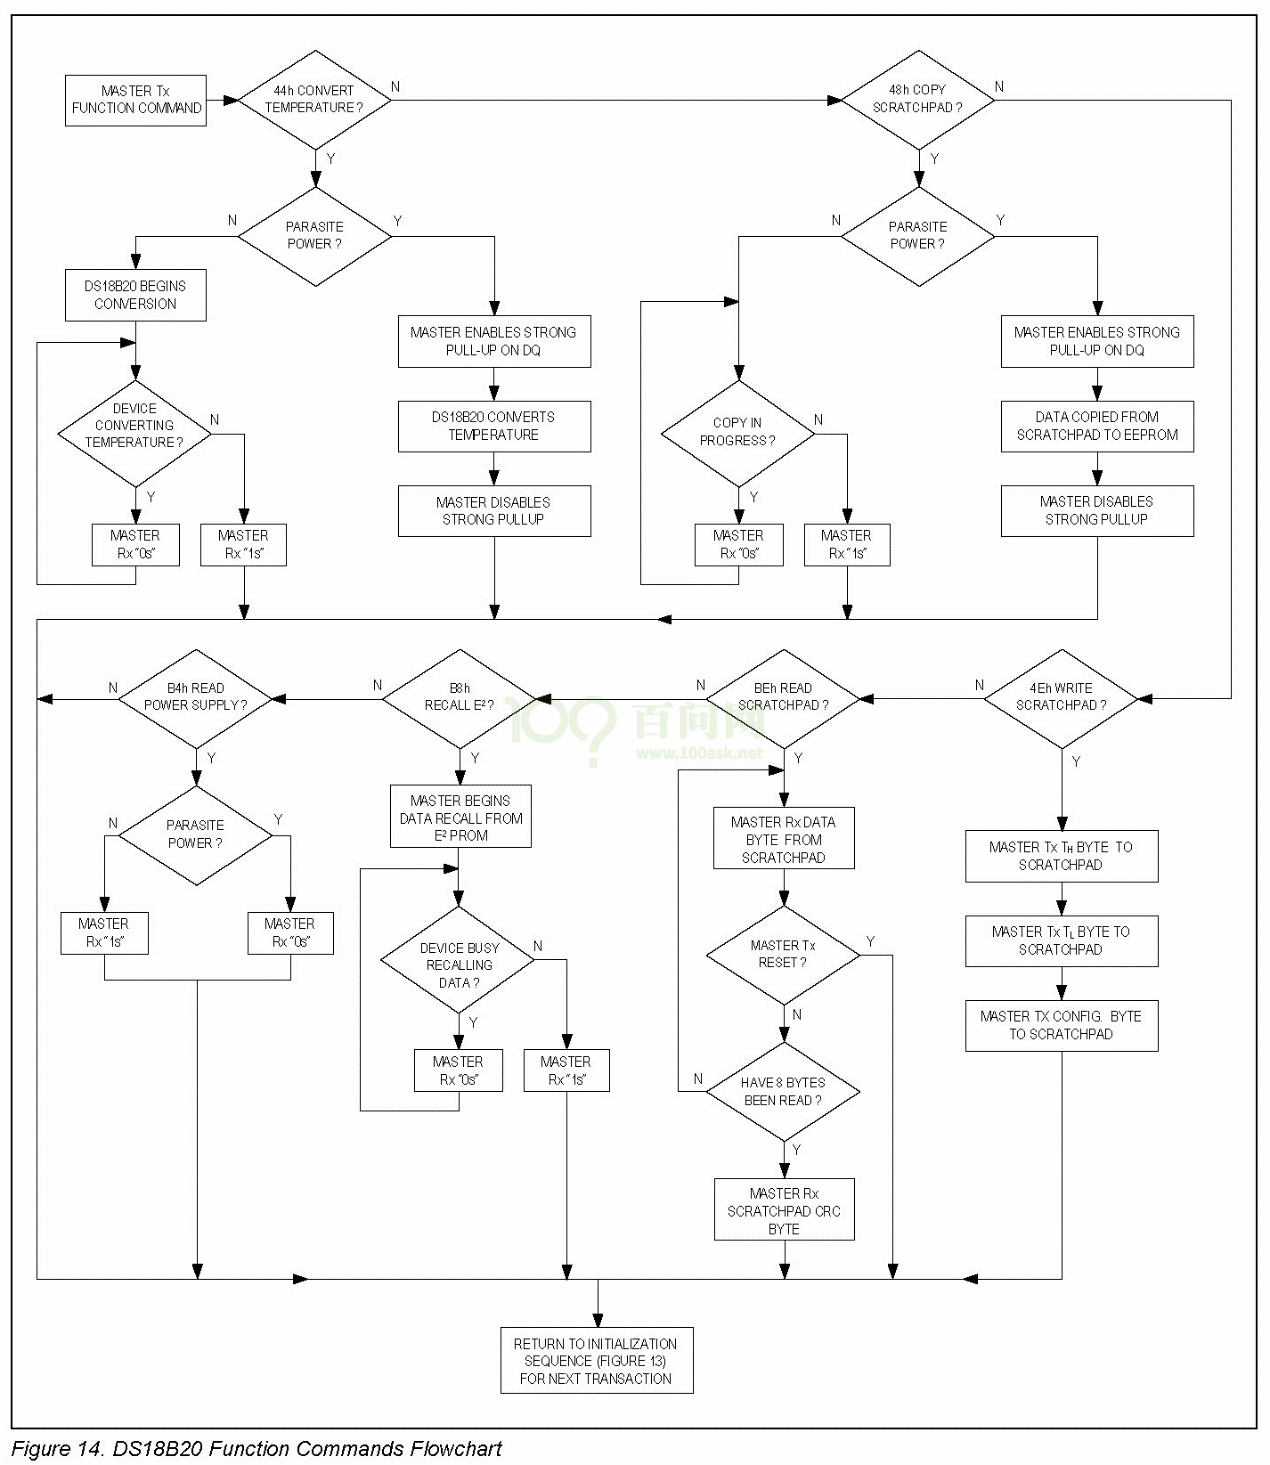 MASTER Tx
FUNCTION COMMAND
44h CONVERT
TEMPERATURE ?
N
Y
48h COPY
SCRATCHPAD ?
N
Y
PARASITE
POWER ?
N
Y
PARASITE
POWER ?
N
Y
DS18B20 BEGINS
CONVERSION
MASTER ENABLES STRONG
PULL-UP ON DQ
MASTER ENABLES STRONG
PULL-UP ON DQ
DEVICE
CONVERTING
TEMPERATURE ?
N
Y
DS18B20 CONVERTS
TEMPERATURE
COPY IN
PROGRESS ?
N
Y
DATA COPIED FROM
SCRATCHPAD TO EEPROM
MASTER DISABLES
STRONG PULLUP
MASTER DISABLES
STRONG PULLUP
MASTER
Rx “0s”
MASTER
Rx “1s”
MASTER
Rx “0s”
MASTER
Rx “1s”
B4h READ
POWER SUPPLY ?
N
Y
B8h
RECALL E² ?
N
Y
BEh READ
SCRATCHPAD ?
N
Y
4Eh WRITE
SCRATCHPAD ?
N
Y
100?百问网
www.100ask.net
PARASITE
POWER ?
N
Y
MASTER BEGINS
DATA RECALL FROM
E² PROM
MASTER Rx DATA
BYTE FROM
SCRATCHPAD
MASTER Tx TH BYTE TO
SCRATCHPAD
MASTER
Rx “1s”
MASTER
Rx “0s”
DEVICE BUSY
RECALLING
DATA ?
N
Y
MASTER Tx
RESET ?
Y
N
MASTER Tx TL BYTE TO
SCRATCHPAD
MASTER TX CONFIG. BYTE
TO SCRATCHPAD
MASTER
Rx “0s”
MASTER
Rx “1s”
HAVE 8 BYTES
BEEN READ ?
N
Y
MASTER Rx
SCRATCHPAD CRC
BYTE
RETURN TO INITIALIZATION
SEQUENCE (FIGURE 13)
FOR NEXT TRANSACTION
Figure 14. DS18B20 Function Commands Flowchart